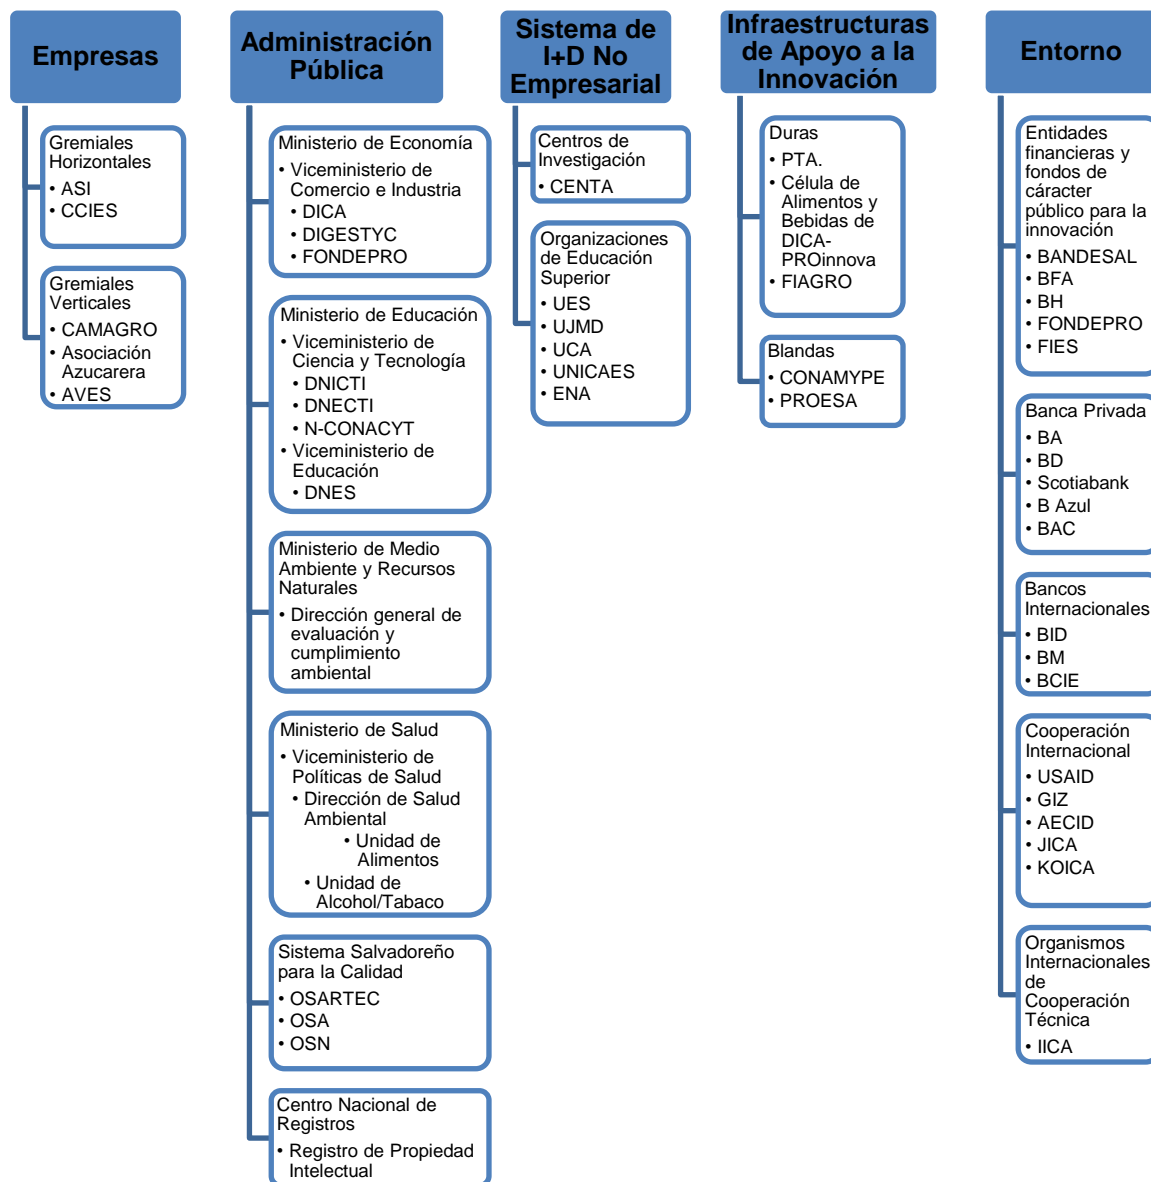 Empresas
Gremiales
Horizontales
• ASI
• CCIES
Gremiales
Verticales
• CAMAGRO
• Asociación
Azucarera
• AVES
Administración
Pública
Ministerio de Economía
• Viceministerio de
Comercio e Industria
• DICA
• DIGESTYC
• FONDEPRO
Ministerio de Educación
• Viceministerio de
Ciencia y Tecnología
• DNICTI
• DNECTI
• N-CONACYT
• Viceministerio de
Educación
• DNES
Ministerio de Medio
Ambiente y Recursos
Naturales
• Dirección general de
evaluación y
cumplimiento
ambiental
Ministerio de Salud
• Viceministerio de
Políticas de Salud
• Dirección de Salud
Ambiental
• Unidad de
Alimentos
• Unidad de
Alcohol/Tabaco
Sistema Salvadoreño
para la Calidad
• OSARTEC
• OSA
• OSN
Centro Nacional de
Registros
• Registro de Propiedad
Intelectual
Sistema de
I+D No
Empresarial
Centros de
Investigación
• CENTA
Organizaciones
de Educación
Superior
• UES
• UJMD
• UCA
• UNICAES
• ENA
Infraestructuras
de Apoyo a la
Innovación
Duras
• PTA.
• Célula de
Alimentos y
Bebidas de
DICA-
PROinnova
• FIAGRO
Blandas
• CONAMYPE
• PROESA
Entorno
Entidades
financieras y
fondos de
cáracter
público para la
innovación
• BANDESAL
• BFA
• BH
• FONDEPRO
• FIES
Banca Privada
• BA
• BD
• Scotiabank
• B Azul
• BAC
Bancos
Internacionales
• BID
• BM
• BCIE
Cooperación
Internacional
• USAID
• GIZ
• AECID
• JICA
• KOICA
Organismos
Internacionales
de
Cooperación
Técnica
• IICA